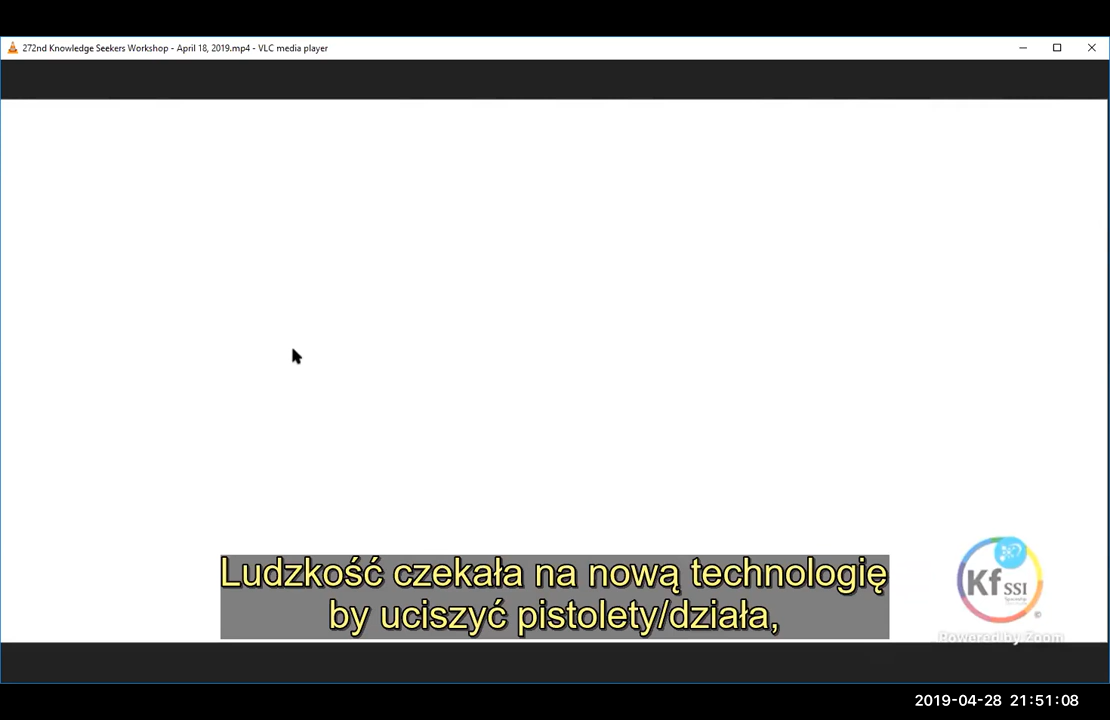 272nd Knowledge Seekers Workshop - April 18, 2019.mp4 - VLC media player
Ludzkość czekała na nową technologię
by uciszyć pistolety/działa,
Kf SSI
©
Powered by Zoom
2019-04-28 21:51:08